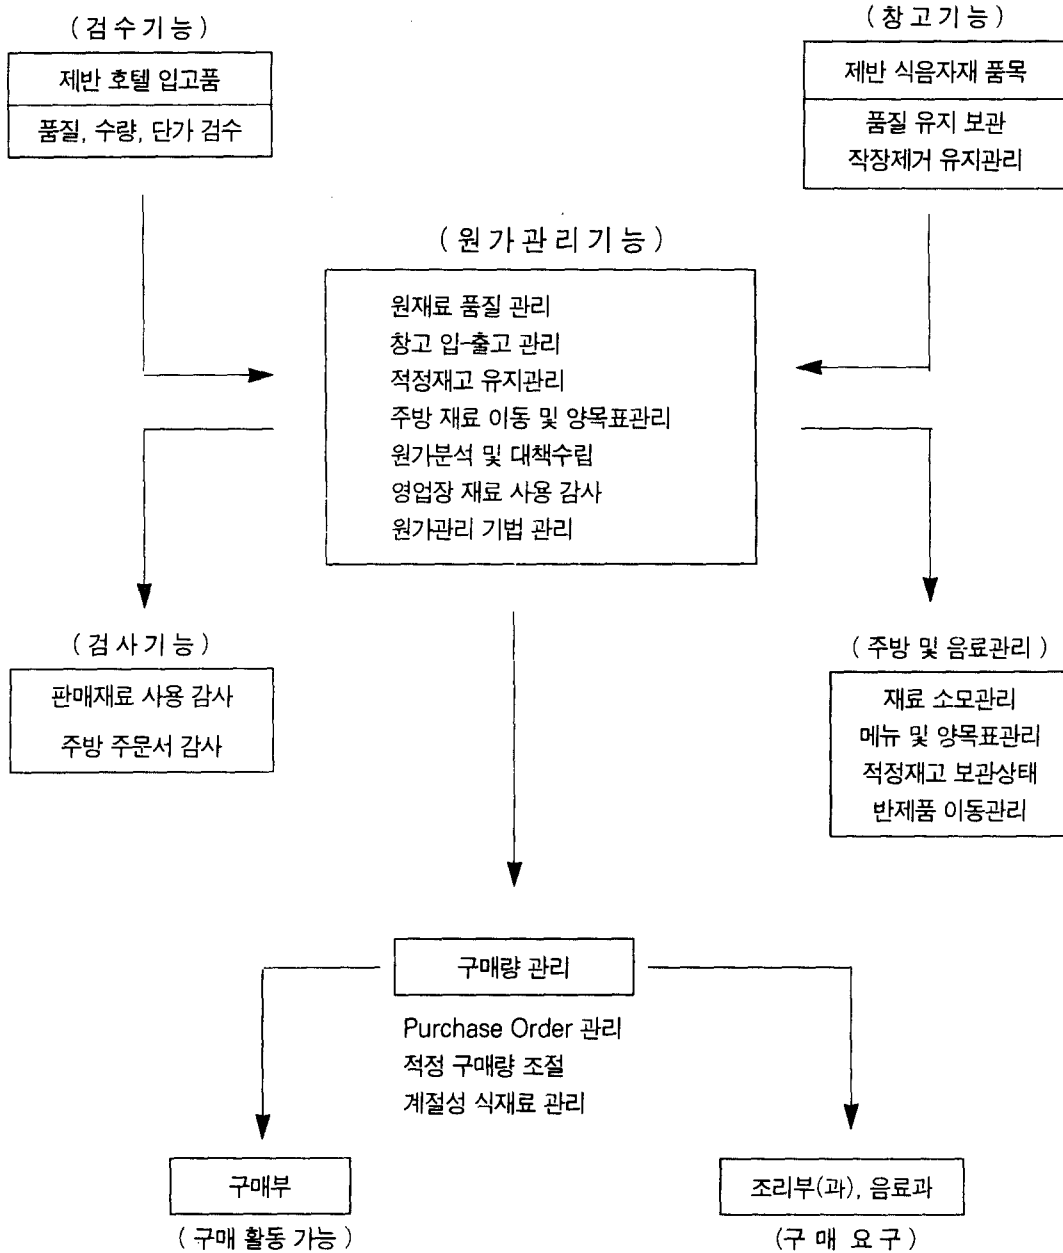 (검수기능)
제반 호텔 입고품
품질, 수량, 단가 검수
(창고기능)
제반 식음자재 품목
품질 유지 보관
작장제거 유지관리
(원가관리기능)
원재료 품질 관리
창고 입-출고 관리
적정재고 유지관리
주방 재료 이동 및 양목표관리
원가분석 및 대책수립
영업장 재료 사용 감사
원가관리 기법 관리
(검사기능)
판매재료 사용 감사
주방 주문서 감사
(주방 및 음료관리)
재료 소모관리
메뉴 및 양목표관리
적정재고 보관상태
반제품 이동관리
구매량 관리
Purchase Order 관리
적정 구매량 조절
계절성 식재료 관리
구매부
(구매 활동 가능)
조리부(과), 음료과
(구매 요구)